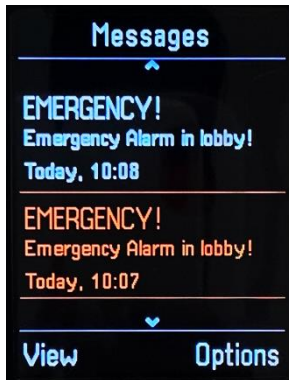 Messages
EMERGENCY!
Emergency Alarm in lobby!
Today, 10:08
EMERGENCY!
Emergency Alarm in lobby!
Today, 10:07
View Options